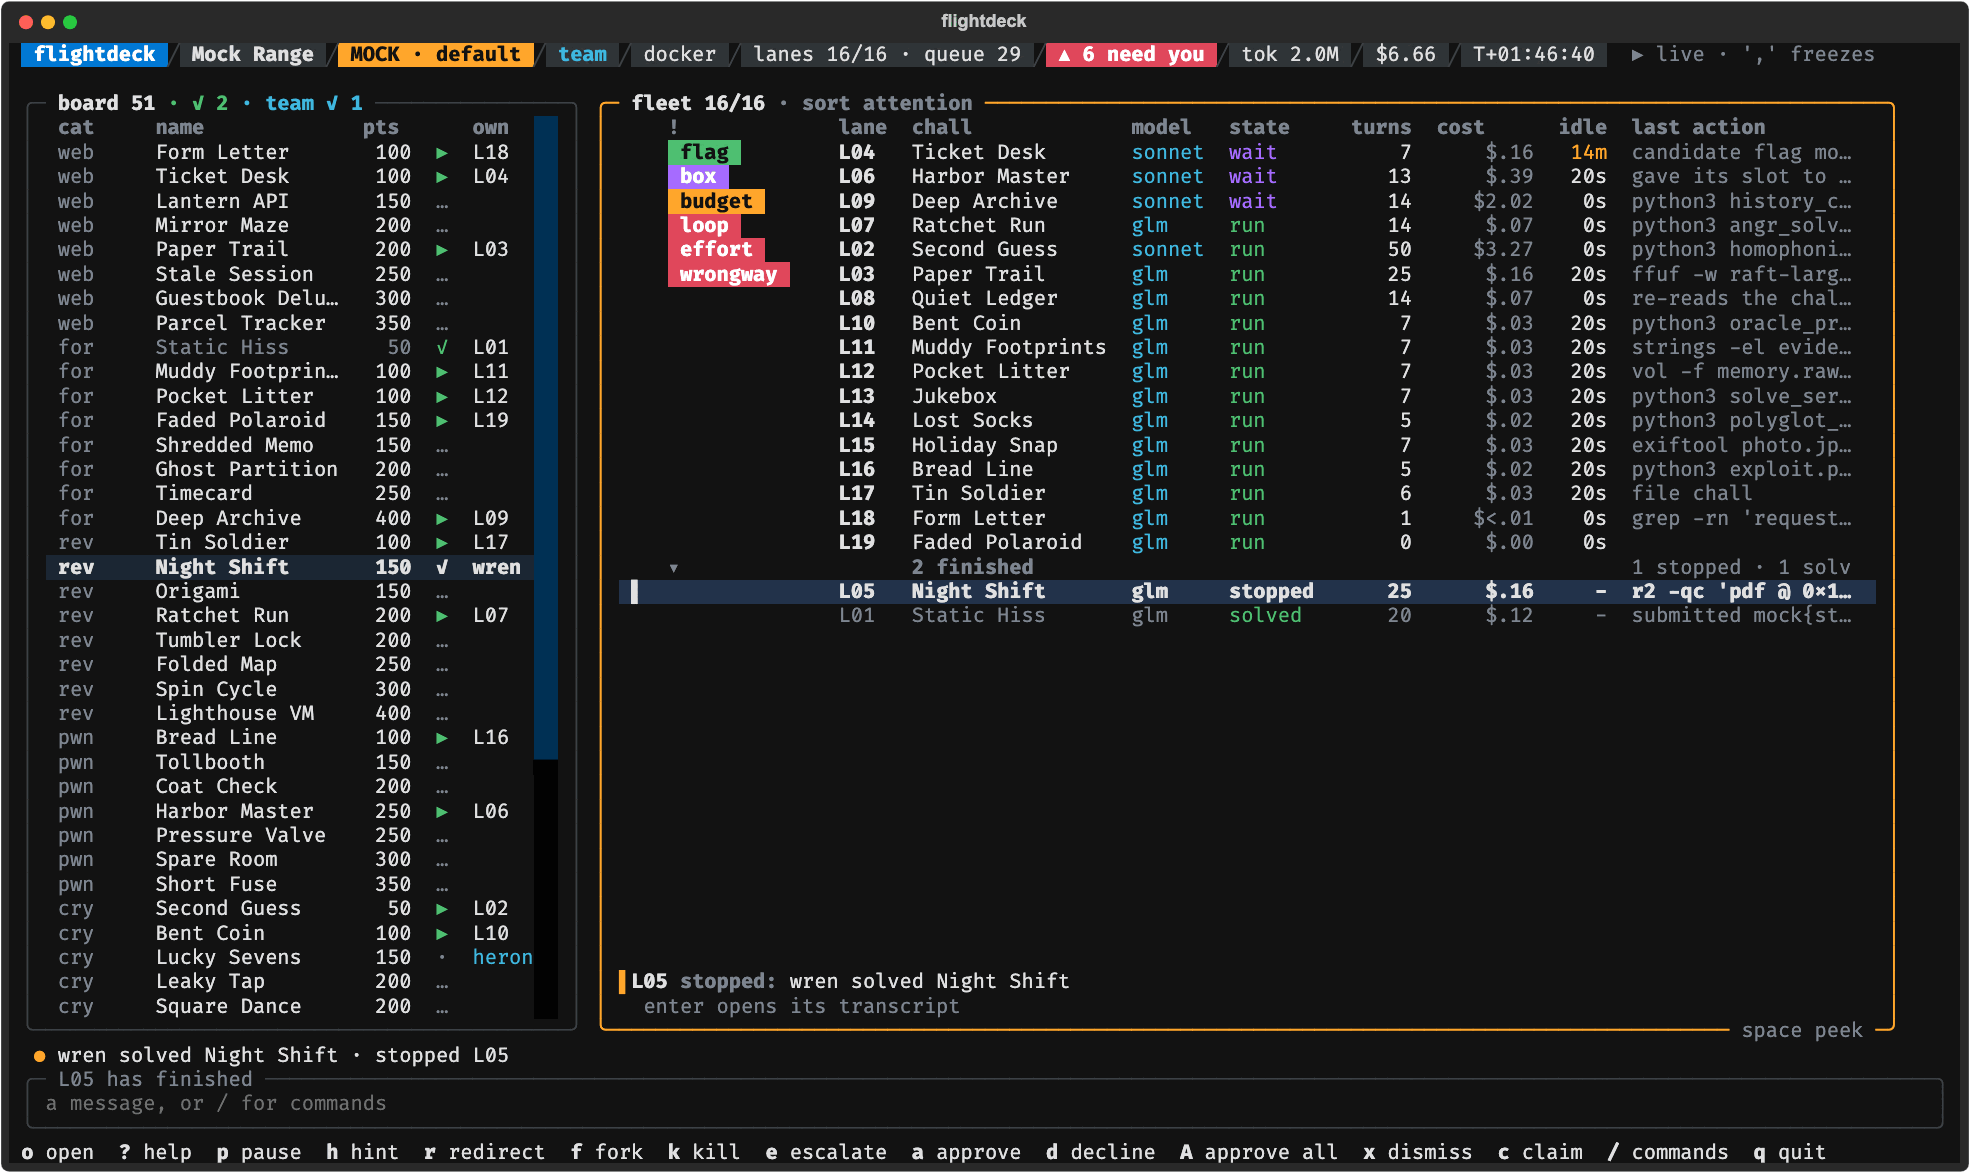 flightdeck
flightdeck / Mock Range / MOCK · default / team / docker / lanes 16/16 · queue 29 / ▲ 6 need you / tok 2.0M / $6.66 / T+01:46:40 ▶ live · ',' freezes
board 51 · √ 2 · team √ 1
cat name pts own
web Form Letter 100 ▶ L18
web Ticket Desk 100 ▶ L04
web Lantern API 150 …
web Mirror Maze 200 …
web Paper Trail 200 ▶ L03
web Stale Session 250 …
web Guestbook Delu… 300 …
web Parcel Tracker 350 …
for Static Hiss 50 √ L01
for Muddy Footprin… 100 ▶ L11
for Pocket Litter 100 ▶ L12
for Faded Polaroid 150 ▶ L19
for Shredded Memo 150 …
for Ghost Partition 200 …
for Timecard 250 …
for Deep Archive 400 ▶ L09
rev Tin Soldier 100 ▶ L17
rev Night Shift 150 √ wren
rev Origami 150 …
rev Ratchet Run 200 ▶ L07
rev Tumbler Lock 200 …
rev Folded Map 250 …
rev Spin Cycle 300 …
rev Lighthouse VM 400 …
pwn Bread Line 100 ▶ L16
pwn Tollbooth 150 …
pwn Coat Check 200 …
pwn Harbor Master 250 ▶ L06
pwn Pressure Valve 250 …
pwn Spare Room 300 …
pwn Short Fuse 350 …
cry Second Guess 50 ▶ L02
cry Bent Coin 100 ▶ L10
cry Lucky Sevens 150 · heron
cry Leaky Tap 200 …
cry Square Dance 200 …
fleet 16/16 · sort attention
! lane chall model state turns cost idle last action
flag L04 Ticket Desk sonnet wait 7 $.16 14m candidate flag mo…
box L06 Harbor Master sonnet wait 13 $.39 20s gave its slot to …
budget L09 Deep Archive sonnet wait 14 $2.02 0s python3 history_c…
loop L07 Ratchet Run glm run 14 $.07 0s python3 angr_solv…
effort L02 Second Guess sonnet run 50 $3.27 0s python3 homophoni…
wrongway L03 Paper Trail glm run 25 $.16 20s ffuf -w raft-larg…
L08 Quiet Ledger glm run 14 $.07 0s re-reads the chal…
L10 Bent Coin glm run 7 $.03 20s python3 oracle_pr…
L11 Muddy Footprints glm run 7 $.03 20s strings -el evide…
L12 Pocket Litter glm run 7 $.03 20s vol -f memory.raw…
L13 Jukebox glm run 7 $.03 20s python3 solve_ser…
L14 Lost Socks glm run 5 $.02 20s python3 polyglot_…
L15 Holiday Snap glm run 7 $.03 20s exiftool photo.jp…
L16 Bread Line glm run 5 $.02 20s python3 exploit.p…
L17 Tin Soldier glm run 6 $.03 20s file chall
L18 Form Letter glm run 1 $<.01 0s grep -rn 'request…
L19 Faded Polaroid glm run 0 $.00 0s
▼ 2 finished 1 stopped · 1 solv
L05 Night Shift glm stopped 25 $.16 - r2 -qc 'pdf @ 0×1…
L01 Static Hiss glm solved 20 $.12 - submitted mock{st…
L05 stopped: wren solved Night Shift
enter opens its transcript
space peek
● wren solved Night Shift · stopped L05
L05 has finished
a message, or / for commands
o open ? help p pause h hint r redirect f fork k kill e escalate a approve d decline A approve all x dismiss c claim / commands q quit